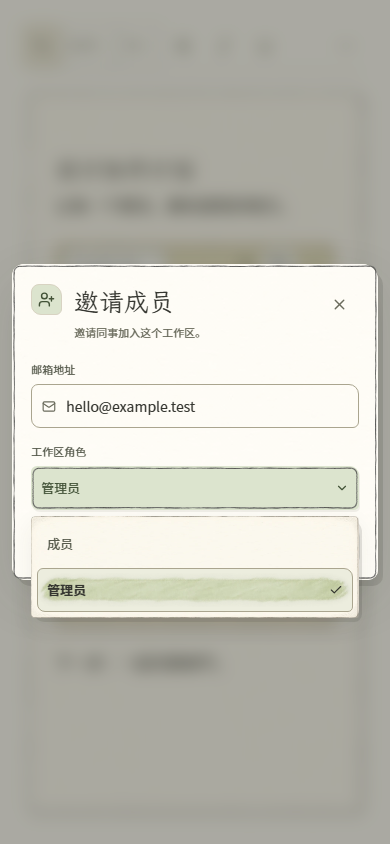 邀请成员
邀请同事加入这个工作区。
邮箱地址
hello@example.test
工作区角色
管理员
成员
管理员